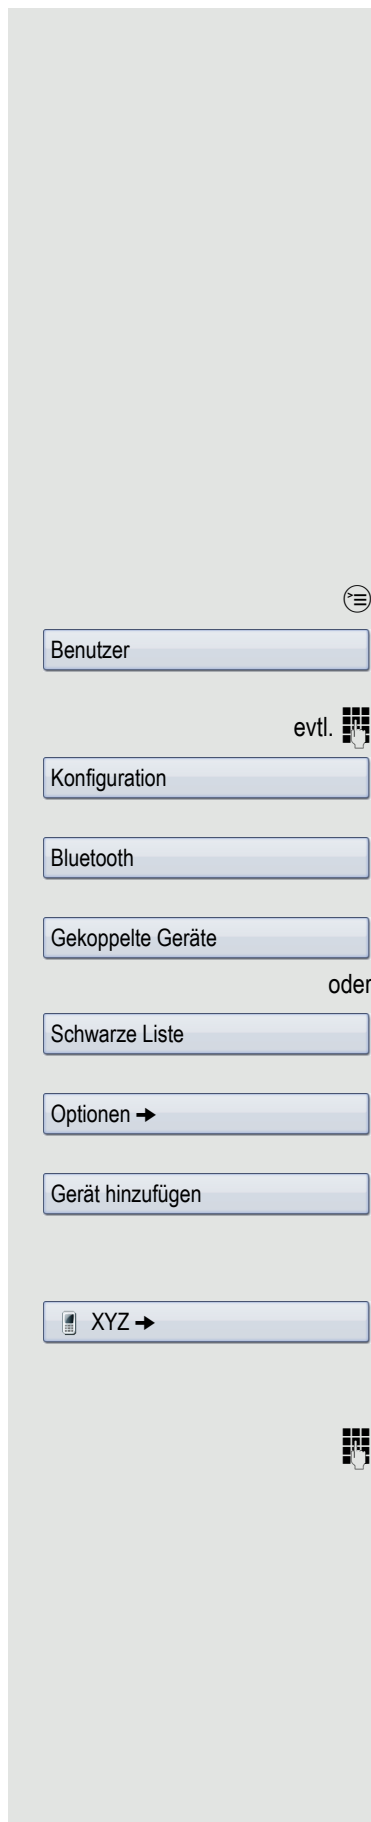 Benutzer
evtl.
Konfiguration
Bluetooth
Gekoppelte Geräte
oder
Schwarze Liste
Optionen ➔
Gerät hinzufügen
XYZ ➔